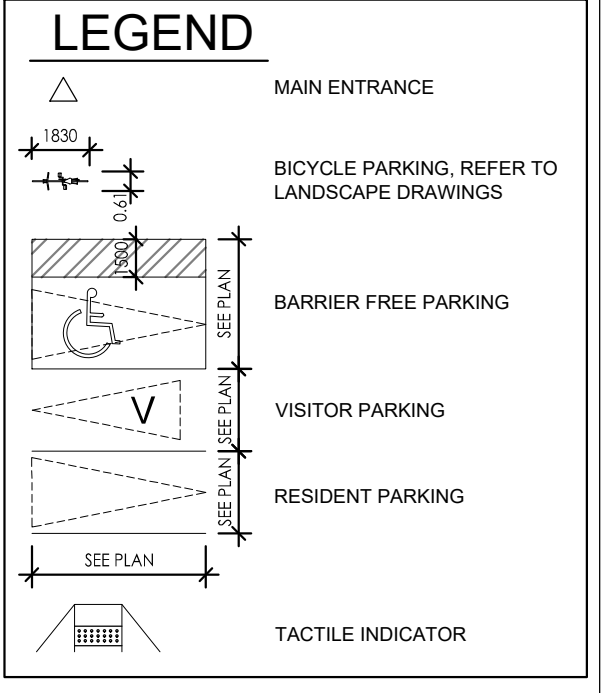 LEGEND
MAIN ENTRANCE
1830
0.61
BICYCLE PARKING, REFER TO
LANDSCAPE DRAWINGS
1500
SEE PLAN
BARRIER FREE PARKING
V
SEE PLAN
VISITOR PARKING
SEE PLAN
RESIDENT PARKING
SEE PLAN
TACTILE INDICATOR